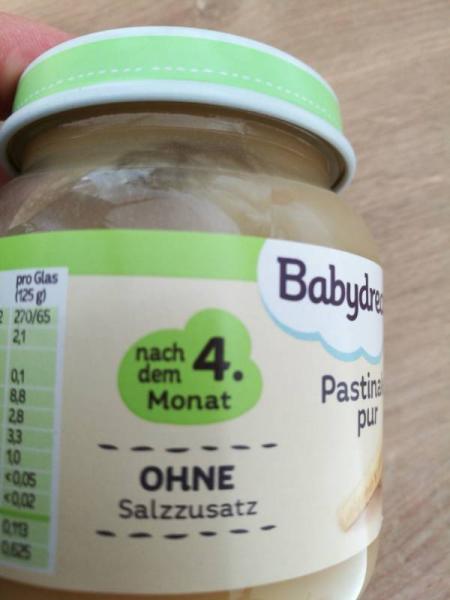 pro Glas
(125 g)
270/65
2,1
0,1
8,8
2,8
3,3
1,0
<0,05
<0,02
0,113
0,625
nach
dem 4.
Monat
OHNE
Salzzusatz
Babydre
Pastina
pur